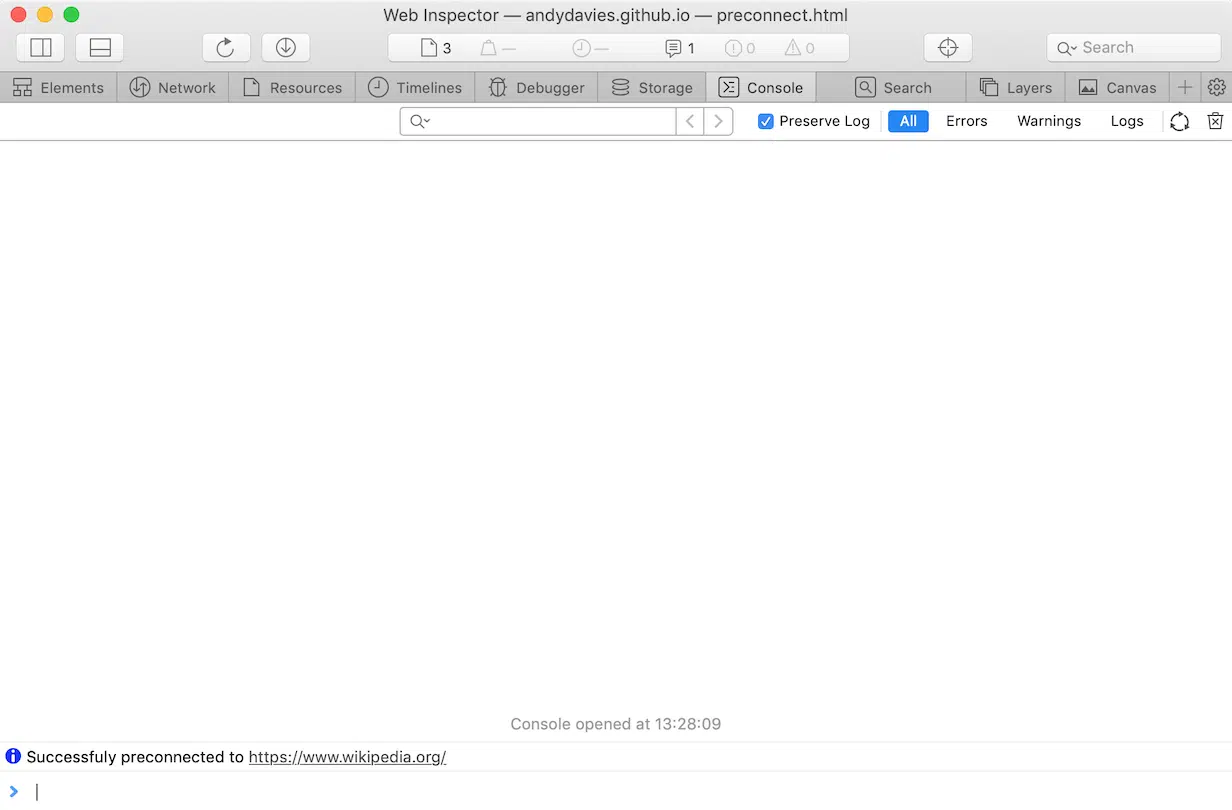 Web Inspector — andydavies.github.io — preconnect.html
3 — — 1 0 0 Search
Elements Network Resources Timelines Debugger Storage Console Search Layers Canvas
Preserve Log All Errors Warnings Logs
Console opened at 13:28:09
Successfuly preconnected to https://www.wikipedia.org/